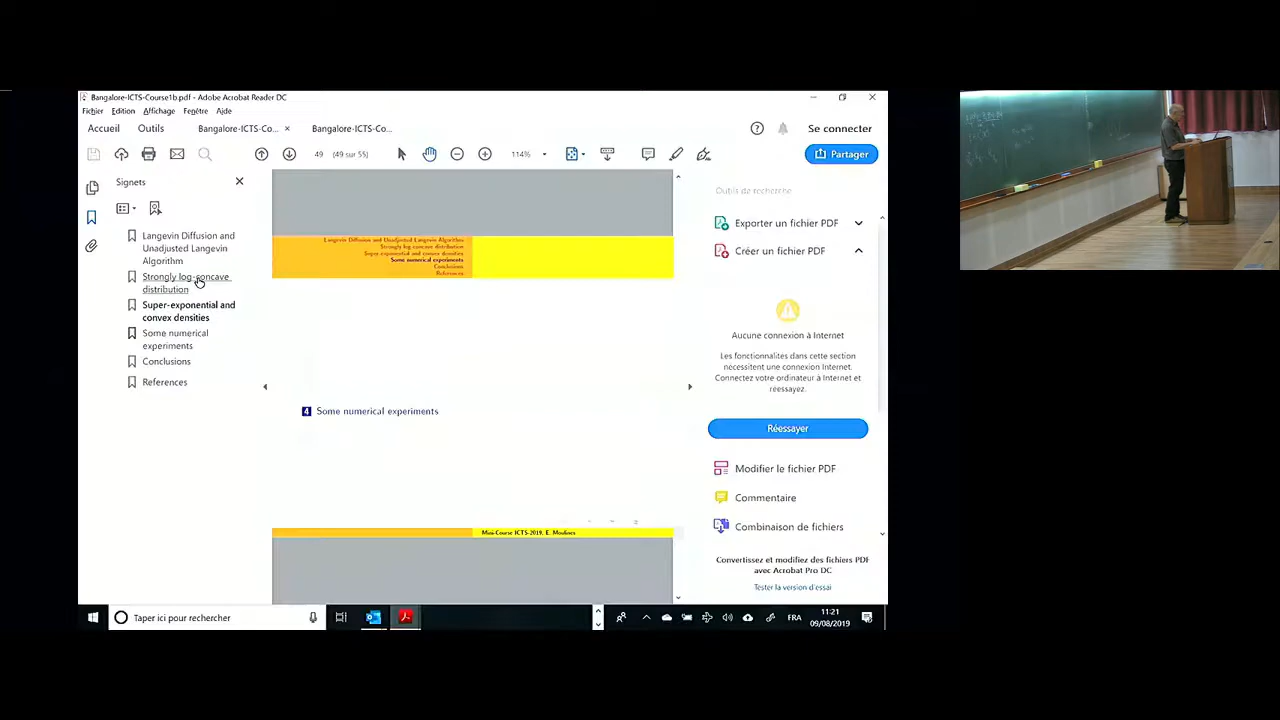 Bangalore-ICTS-Course1b.pdf - Adobe Acrobat Reader DC
Fichier Edition Affichage Fenêtre Aide
Accueil Outils Bangalore-ICTS-Co... × Bangalore-ICTS-Co... Se connecter
49 (49 sur 55) 114% Partager
Signets
Langevin Diffusion and
Unadjusted Langevin
Algorithm
Strongly log-concave
distribution
Super-exponential and
convex densities
Some numerical
experiments
Conclusions
References
Langevin Diffusion and Unadjusted Langevin Algorithm
Strongly log-concave distribution
Super-exponential and convex densities
Some numerical experiments
Conclusions
References
4 Some numerical experiments
Mini-Course ICTS-2019, E. Moulines
Outils de recherche
Exporter un fichier PDF
Créer un fichier PDF
Aucune connexion à Internet
Les fonctionnalites dans cette section
nécessitent une connexion Internet.
Connectez votre ordinateur à Internet et
réessayez.
Réessayer
Modifier le fichier PDF
Commentaire
Combinaison de fichiers
Convertissez et modifiez des fichiers PDF
avec Acrobat Pro DC
Tester la version d'essai
Taper ici pour rechercher
FRA
11:21
09/08/2019